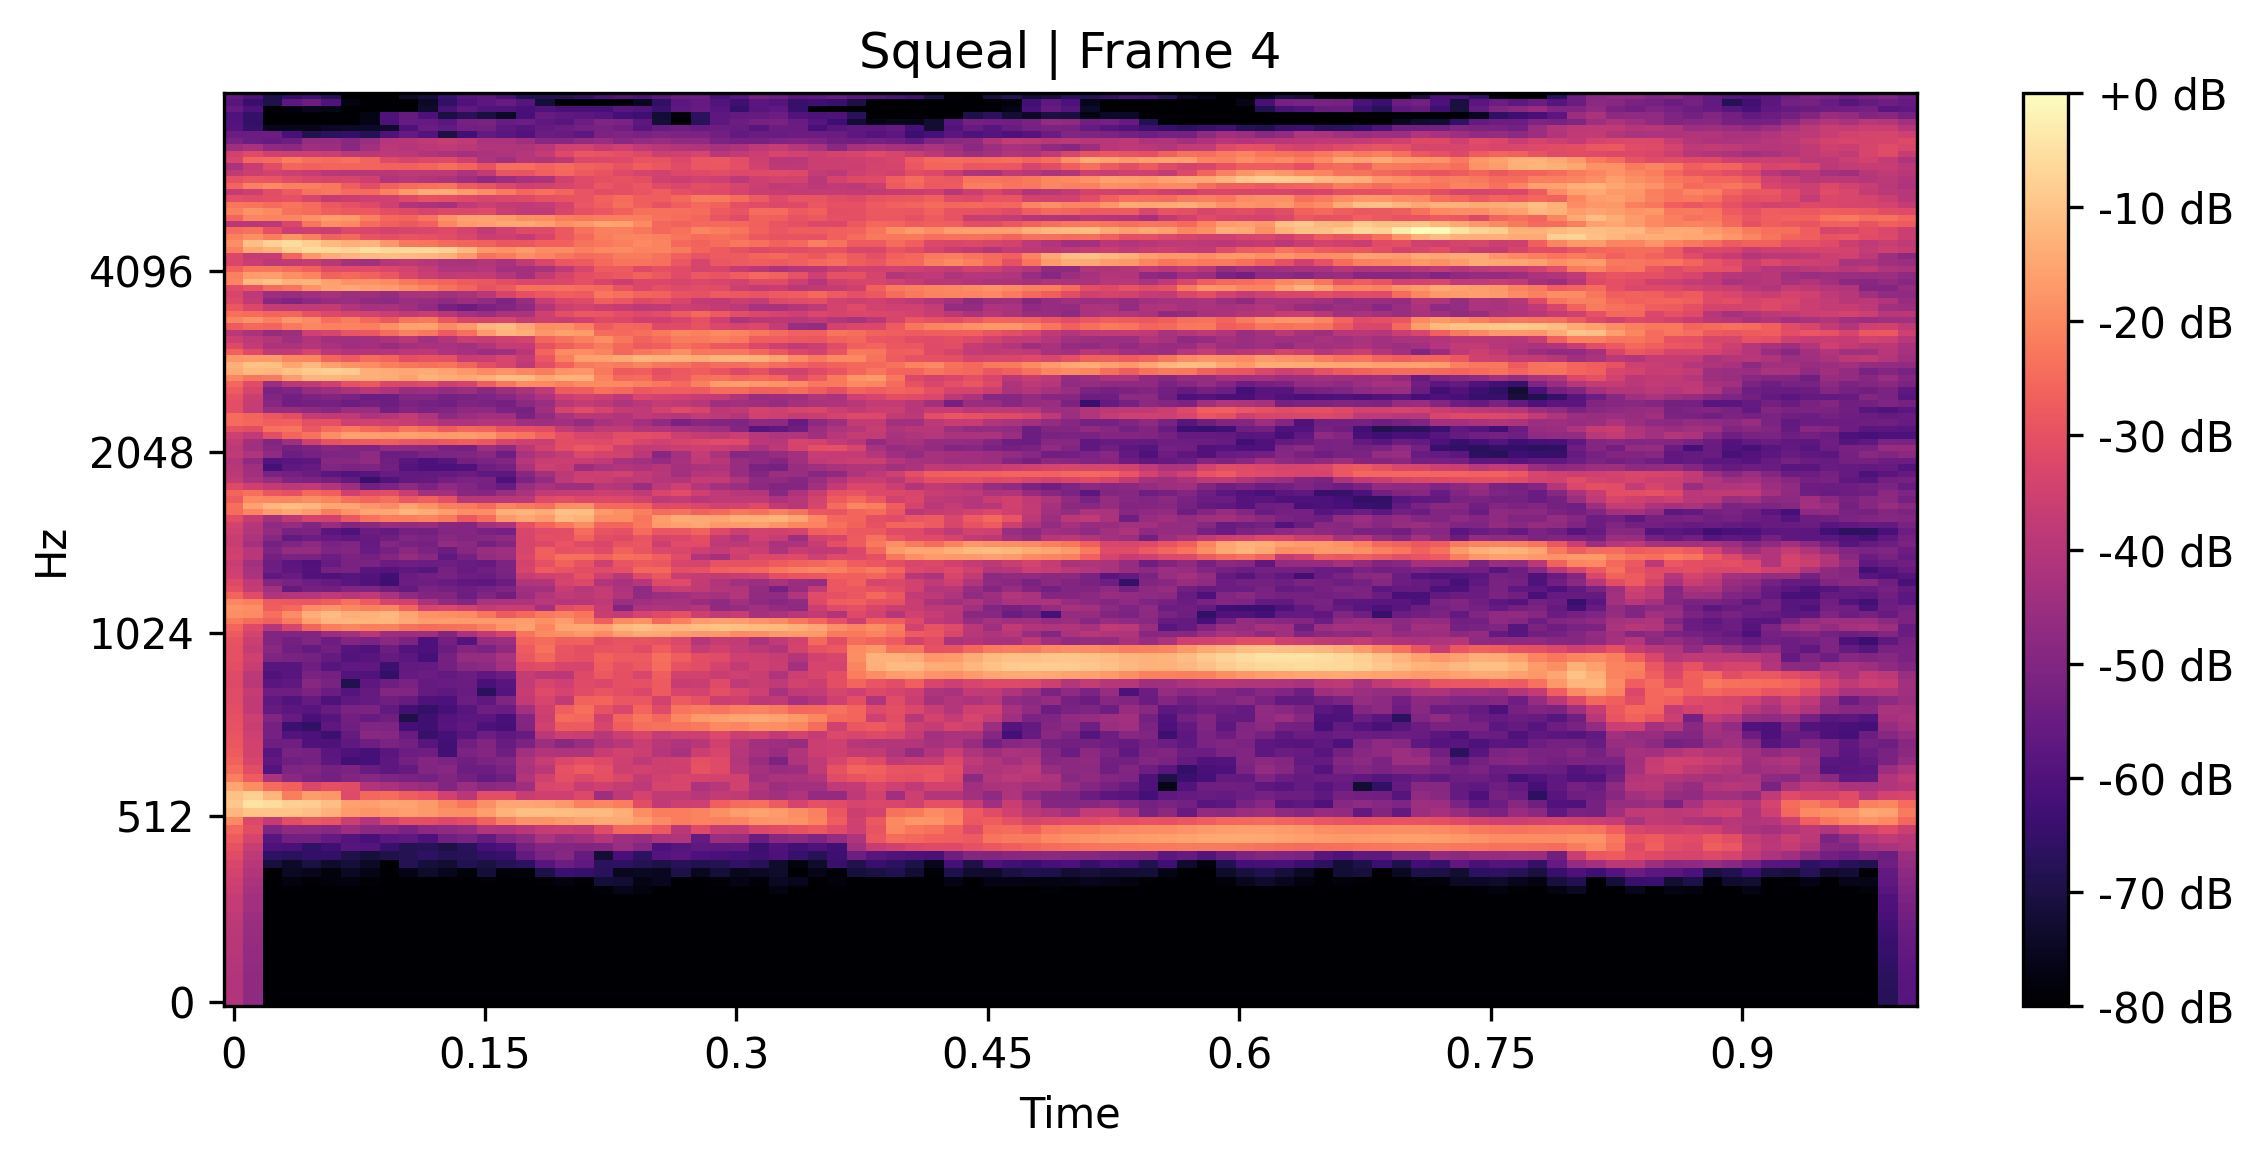 Squeal | Frame 4
+0 dB
-10 dB
-20 dB
-30 dB
-40 dB
-50 dB
-60 dB
-70 dB
-80 dB
Hz
4096
2048
1024
512
0
0 0.15 0.3 0.45 0.6 0.75 0.9
Time